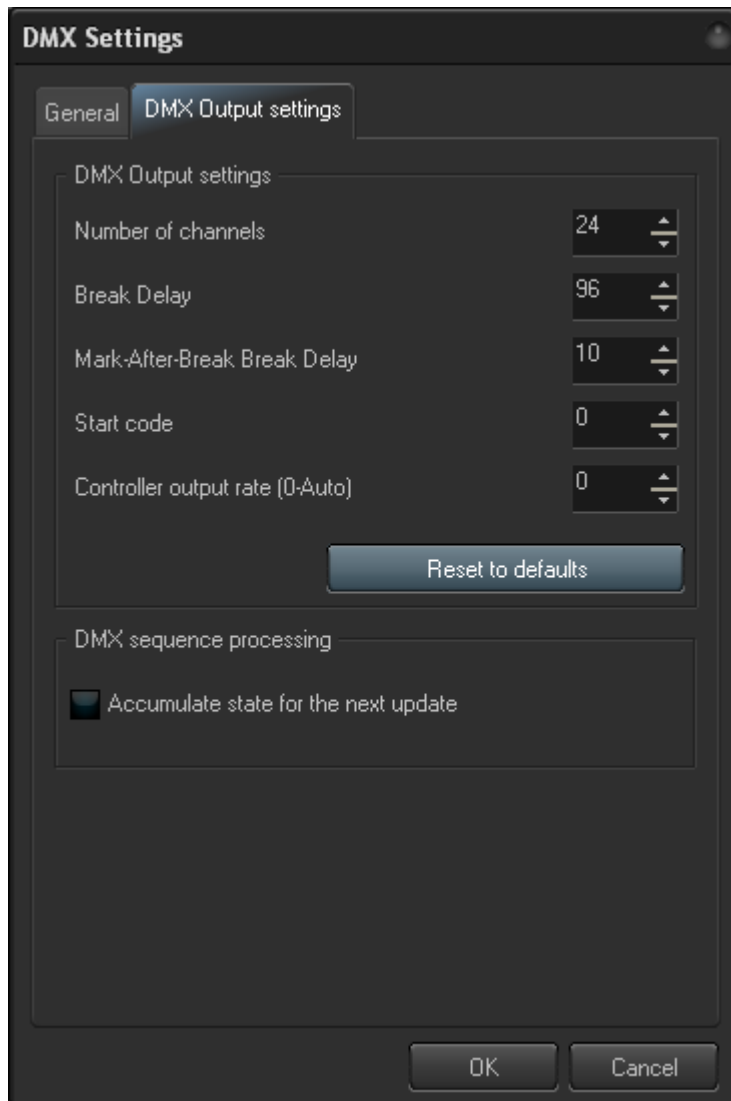 DMX Settings
General
DMX Output settings
DMX Output settings
Number of channels 24
Break Delay 96
Mark-After-Break Break Delay 10
Start code 0
Controller output rate (0-Auto) 0
Reset to defaults
DMX sequence processing
Accumulate state for the next update
OK
Cancel